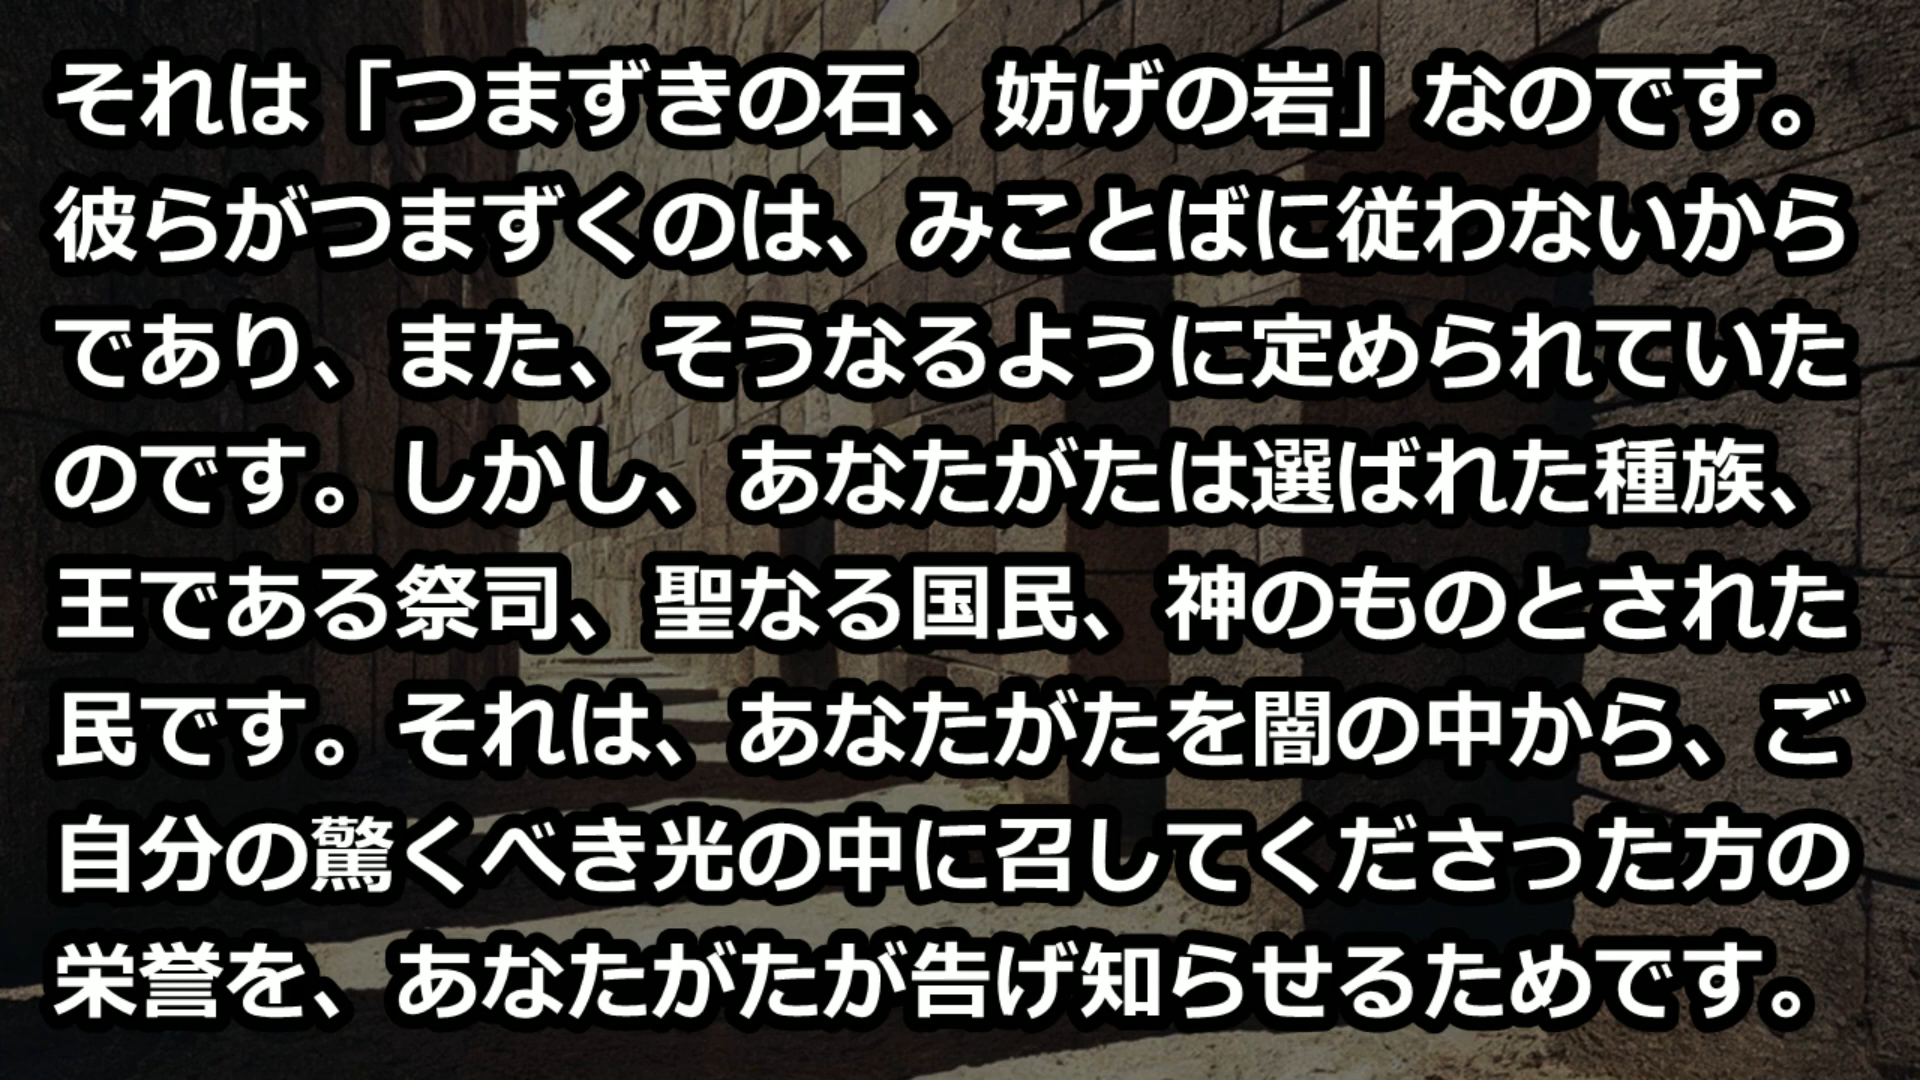 それは「つまずきの石、妨げの岩」なのです。
彼らがつまずくのは、みことばに従わないから
であり、また、そうなるように定められていた
のです。しかし、あなたがたは選ばれた種族、
王である祭司、聖なる国民、神のものとされた
民です。それは、あなたがたを闇の中から、ご
自分の驚くべき光の中に召してくださった方の
栄誉を、あなたがたが告げ知らせるためです。